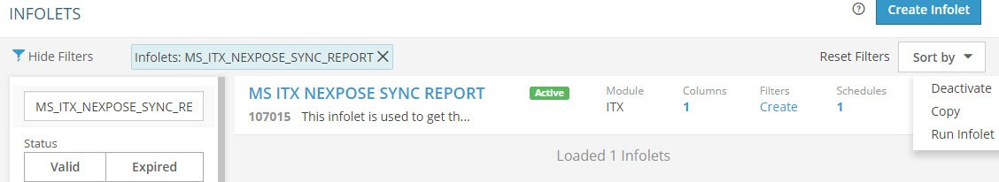 INFOLETS
Create Infolet
Hide Filters
Infolets: MS_ITX_NEXPOSE_SYNC_REPORT
Reset Filters
Sort by
MS_ITX_NEXPOSE_SYNC_RE
Status
Valid
Expired
MS ITX NEXPOSE SYNC REPORT
Active
107015 This infolet is used to get th...
Module
ITX
Columns
1
Filters
Create
Schedules
1
Deactivate
Copy
Run Infolet
Loaded 1 Infolets